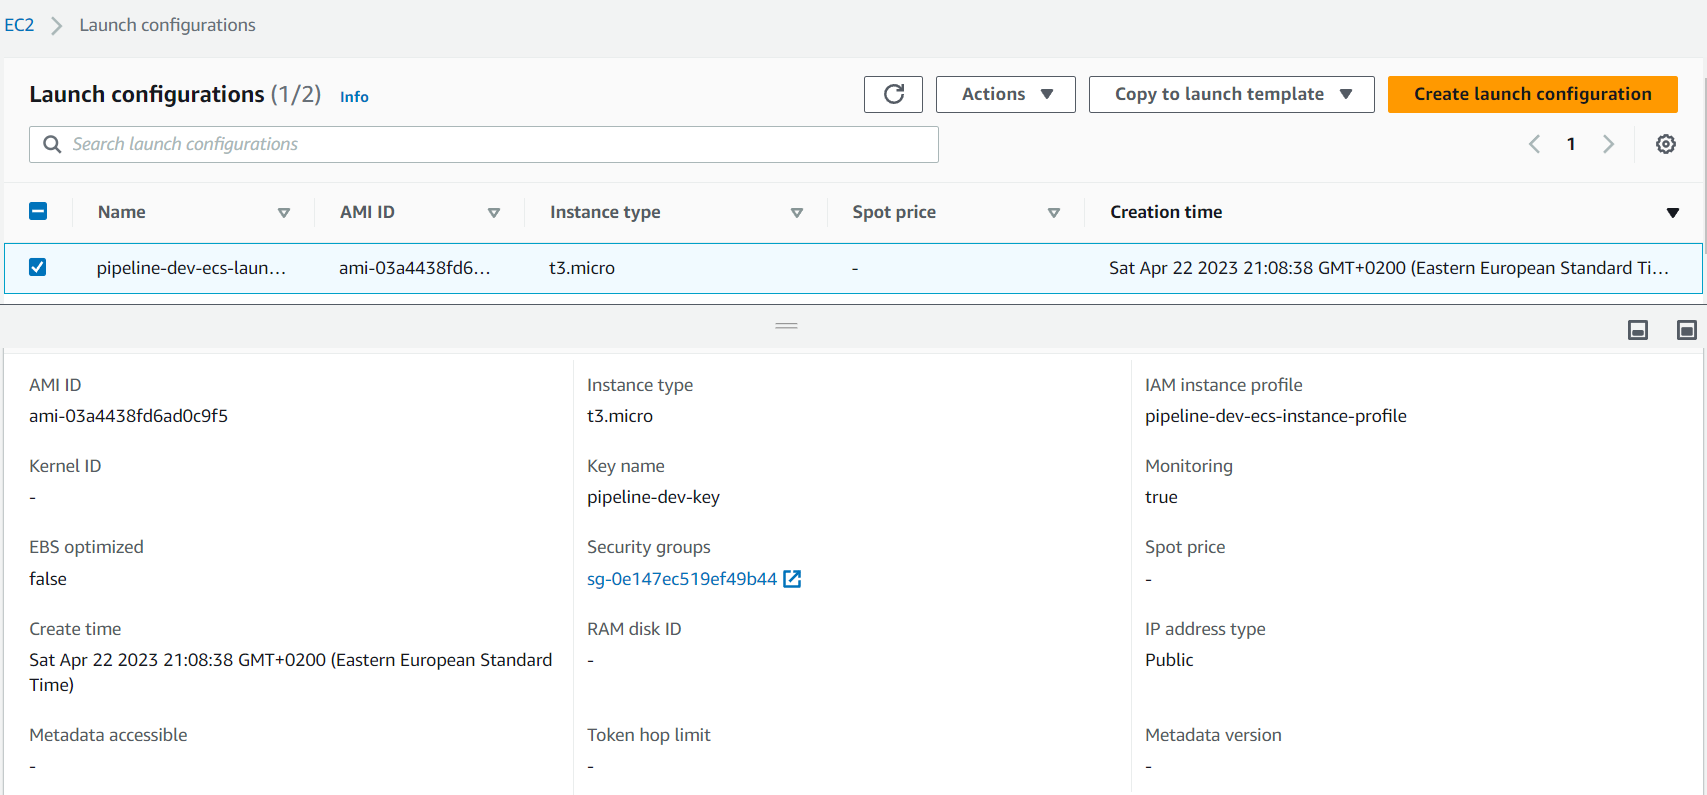 EC2 Launch configurations
Launch configurations (1/2) Info
Actions Copy to launch template Create launch configuration
Search launch configurations
1
Name AMI ID Instance type Spot price Creation time
pipeline-dev-ecs-laun... ami-03a4438fd6... t3.micro - Sat Apr 22 2023 21:08:38 GMT+0200 (Eastern European Standard Ti...
AMI ID
ami-03a4438fd6ad0c9f5
Instance type
t3.micro
IAM instance profile
pipeline-dev-ecs-instance-profile
Kernel ID
-
Key name
pipeline-dev-key
Monitoring
true
EBS optimized
false
Security groups
sg-0e147ec519ef49b44
Spot price
-
Create time
Sat Apr 22 2023 21:08:38 GMT+0200 (Eastern European Standard
Time)
RAM disk ID
-
IP address type
Public
Metadata accessible
-
Token hop limit
-
Metadata version
-